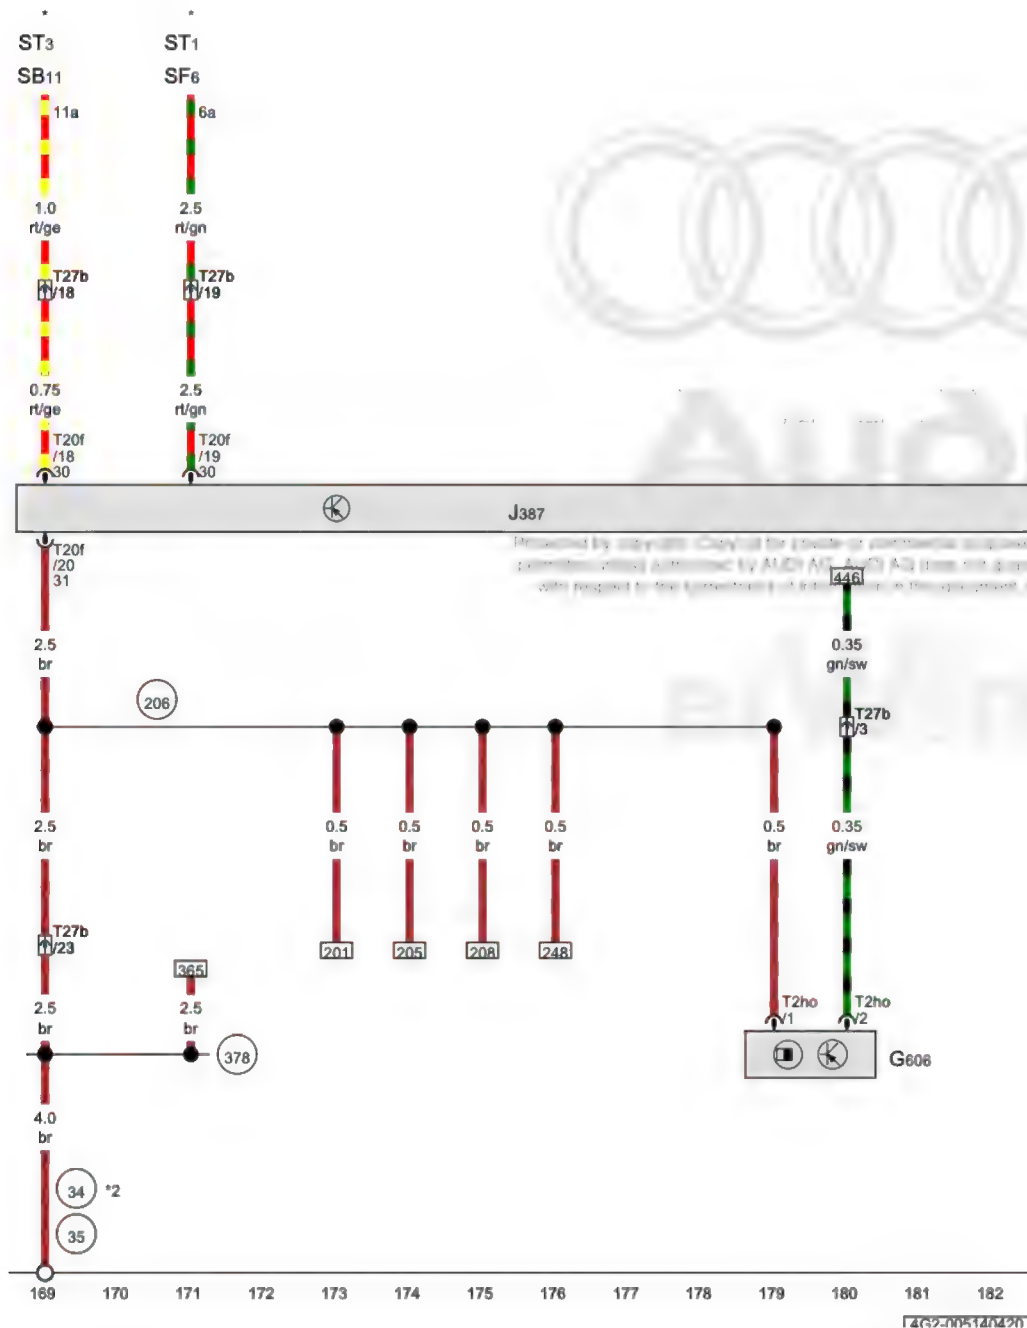 * *
ST3 ST1
SB11 SF6
11a 6a
1.0 2.5
rt/ge rt/gn
T27b T27b
/18 /19
0.75 2.5
rt/ge rt/gn
T20f T20f
/18 /19
30 30
J387
T20f
/20
31
446
2.5 0.35
br gn/sw
206
T27b
/3
2.5 0.5 0.5 0.5 0.5 0.5 0.35
br br br br br br gn/sw
T27b
/23
201 205 208 248
365
2.5 2.5
br br
T2ho T2ho
/1 /2
378
G606
4.0
br
34 *2
35
169 170 171 172 173 174 175 176 177 178 179 180 181 182
4G2-005140420